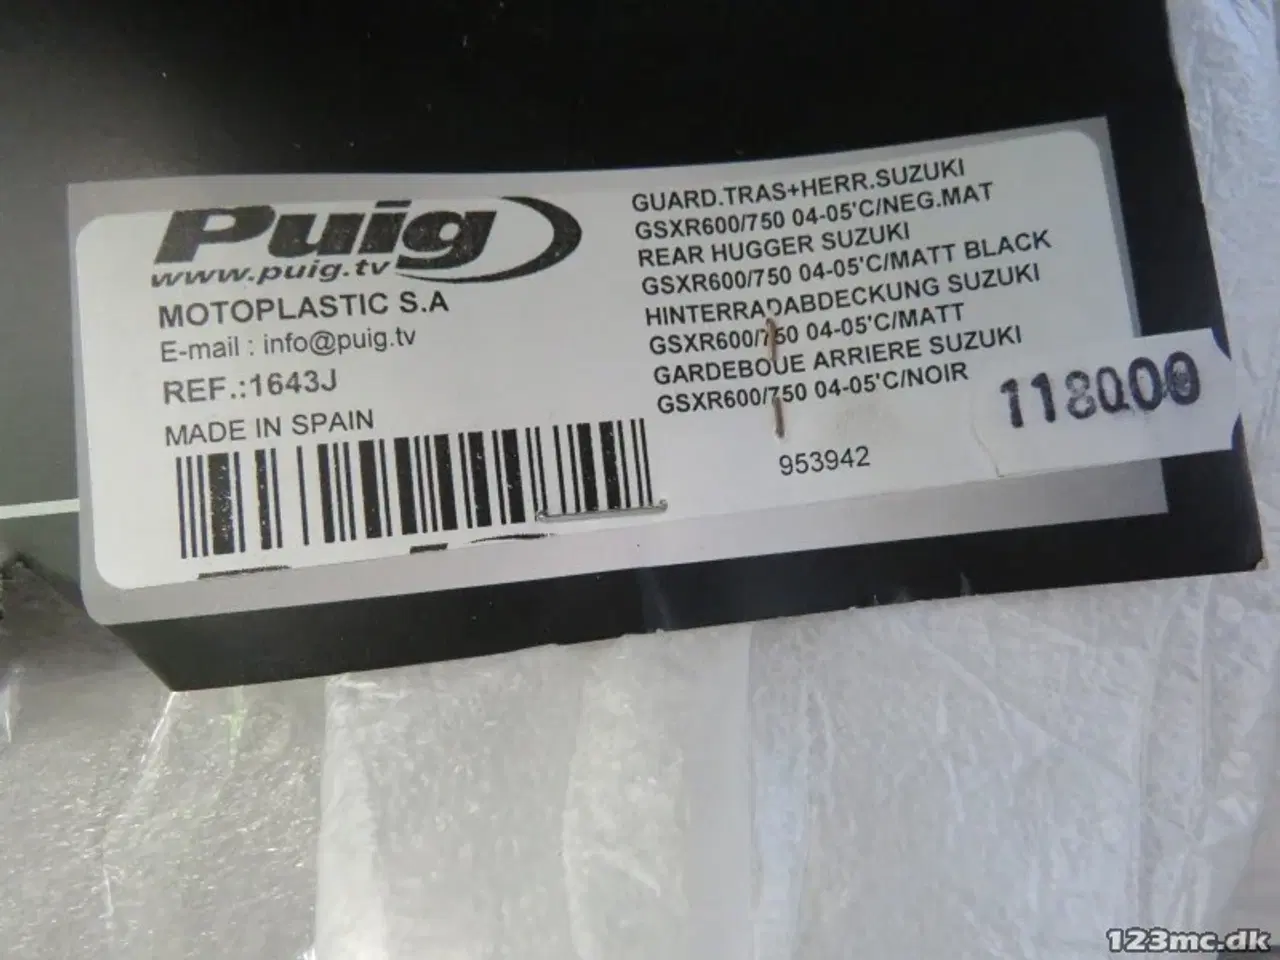 Puig
www.puig.tv
MOTOPLASTIC S.A
E-mail : info@puig.tv
REF.:1643J
MADE IN SPAIN
GUARD.TRAS+HERR.SUZUKI
GSXR600/750 04-05'C/NEG.MAT
REAR HUGGER SUZUKI
GSXR600/750 04-05'C/MATT BLACK
HINTERRADABDECKUNG SUZUKI
GSXR600/750 04-05'C/MATT
GARDEBOUE ARRIERE SUZUKI
GSXR600/750 04-05'C/NOIR
953942
118000
123mc.dk